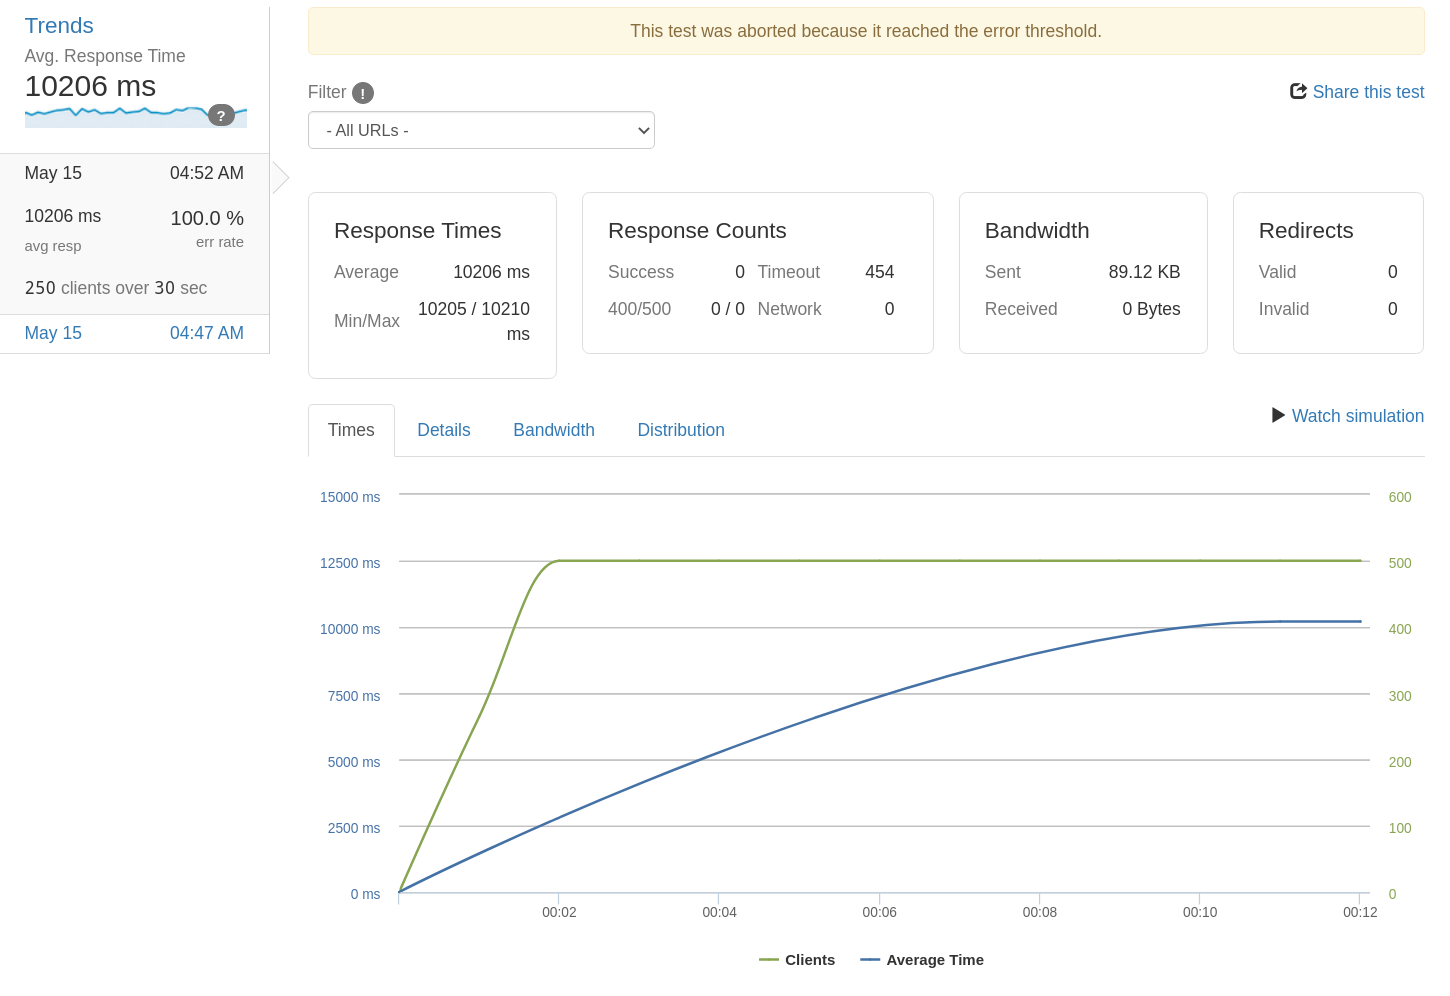 Trends
Avg. Response Time
10206 ms
?
May 15 04:52 AM
10206 ms 100.0 %
avg resp err rate
250 clients over 30 sec
May 15 04:47 AM
This test was aborted because it reached the error threshold.
Filter !
Share this test
- All URLs -
Response Times
Average 10206 ms
Min/Max 10205 / 10210 ms
Response Counts
Success 0 Timeout 454
400/500 0 / 0 Network 0
Bandwidth
Sent 89.12 KB
Received 0 Bytes
Redirects
Valid 0
Invalid 0
Times Details Bandwidth Distribution
Watch simulation
15000 ms 600
12500 ms 500
10000 ms 400
7500 ms 300
5000 ms 200
2500 ms 100
0 ms 0
00:02 00:04 00:06 00:08 00:10 00:12
Clients Average Time